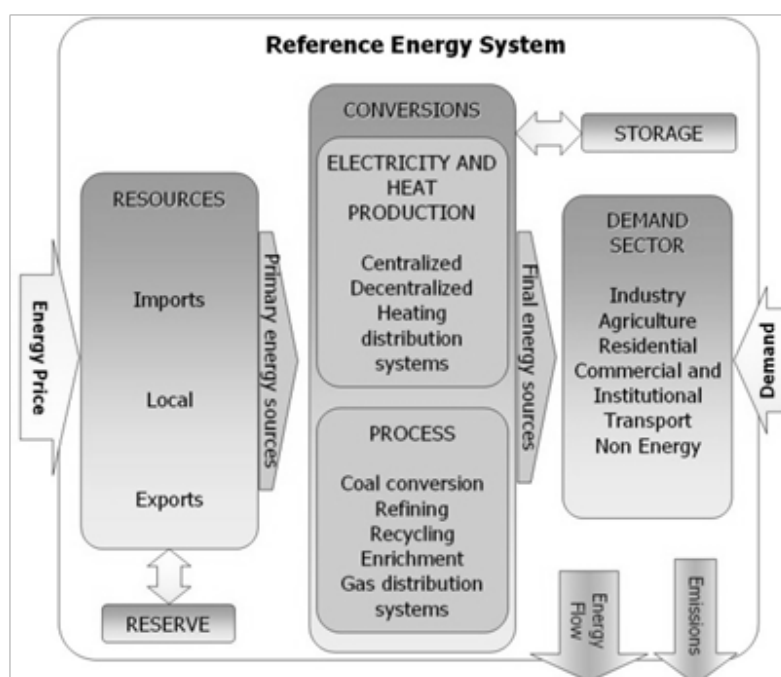 Reference Energy System
Energy Price
RESOURCES
Imports
Local
Exports
RESERVE
Primary energy sources
CONVERSIONS
ELECTRICITY AND
HEAT
PRODUCTION
Centralized
Decentralized
Heating
distribution
systems
PROCESS
Coal conversion
Refining
Recycling
Enrichment
Gas distribution
systems
STORAGE
Final energy sources
DEMAND
SECTOR
Industry
Agriculture
Residential
Commercial and
Institutional
Transport
Non Energy
Demand
Energy
Flow
Emissions